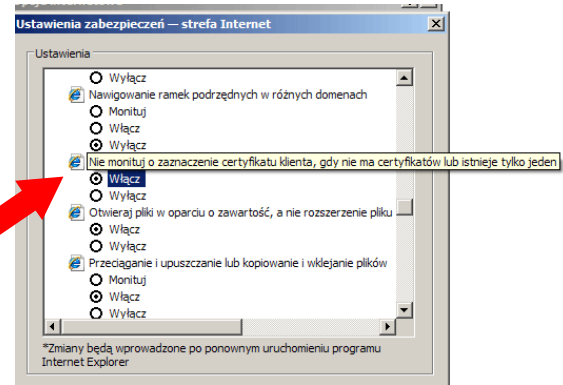 Ustawienia zabezpieczeń — strefa Internet
Ustawienia
Wyłącz
Nawigowanie ramek podrzędnych w różnych domenach
Monituj
Włącz
Wyłącz
Nie monituj o zaznaczenie certyfikatu klienta, gdy nie ma certyfikatów lub istnieje tylko jeden
Włącz
Otwieraj pliki w oparciu o zawartość, a nie rozszerzenie pliku
Włącz
Wyłącz
Przeciąganie i upuszczanie lub kopiowanie i wklejanie plików
Monituj
Włącz
Wyłącz
*Zmiany będą wprowadzone po ponownym uruchomieniu programu
Internet Explorer